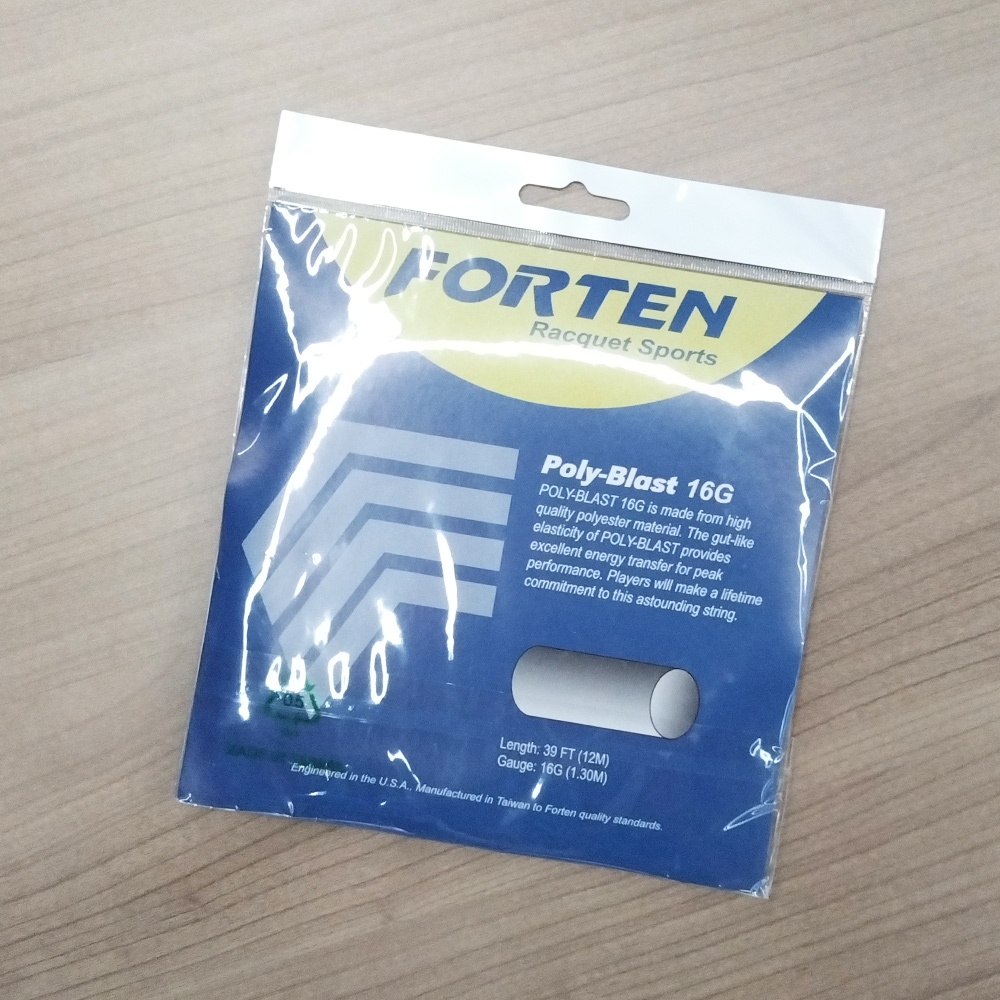 FORTEN
Racquet Sports
Poly-Blast 16G
POLY-BLAST 16G is made from high
quality polyester material. The gut-like
elasticity of POLY-BLAST provides
excellent energy transfer for peak
performance. Players will make a lifetime
commitment to this astounding string.
05
Length: 39 FT (12M)
Gauge: 16G (1.30M)
Engineered in the U.S.A., Manufactured in Taiwan to Forten quality standards.